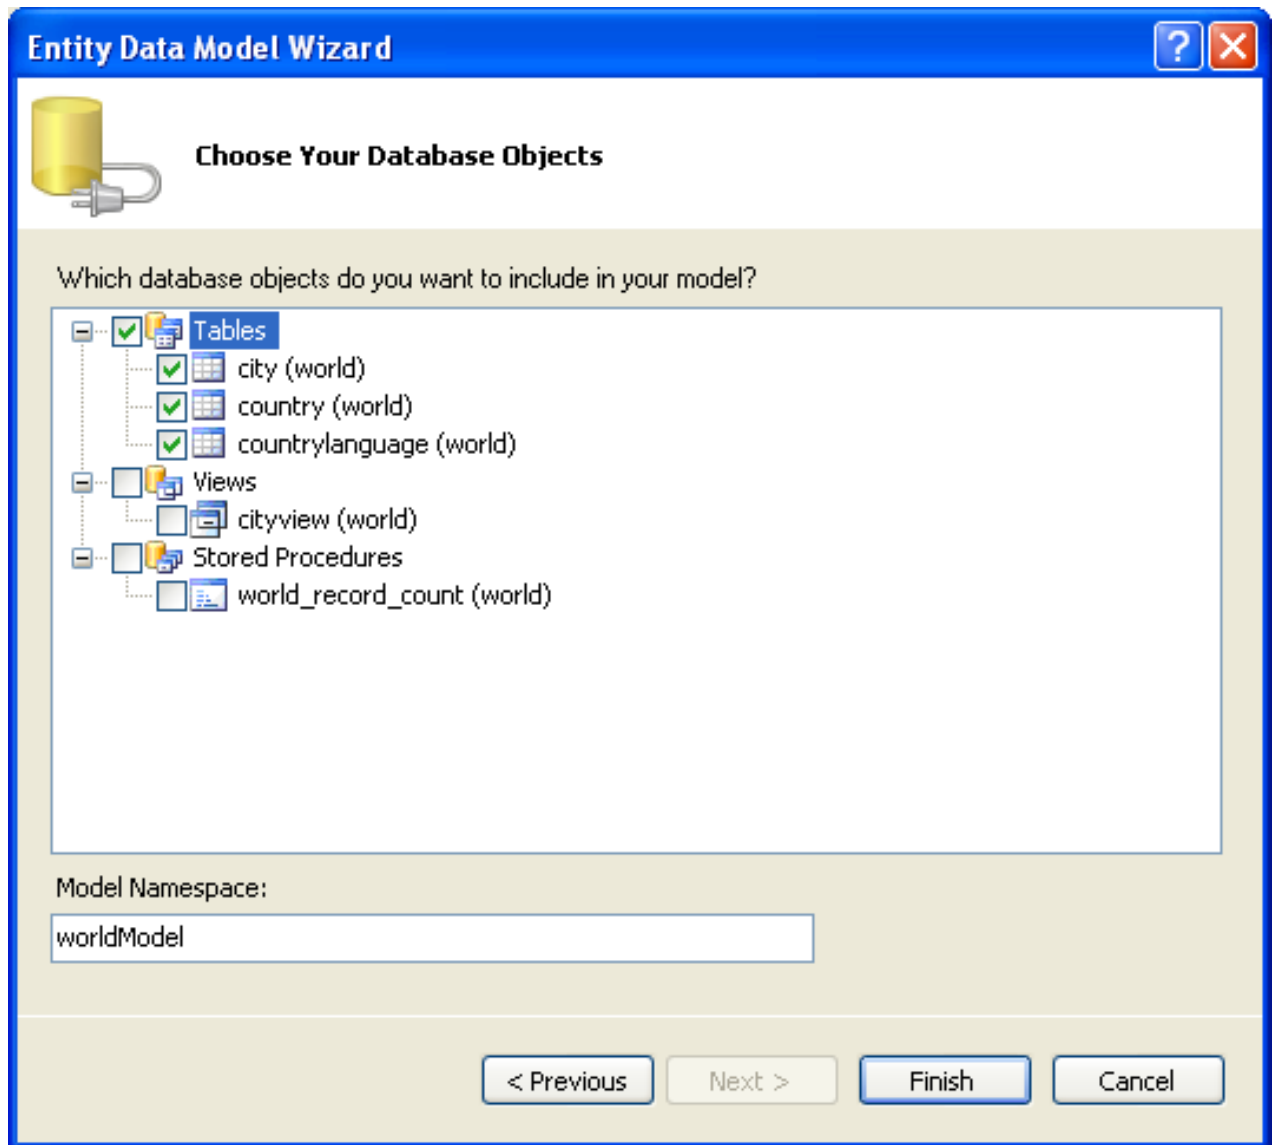 Entity Data Model Wizard
Choose Your Database Objects
Which database objects do you want to include in your model?
Tables
city (world)
country (world)
countrylanguage (world)
Views
cityview (world)
Stored Procedures
world_record_count (world)
Model Namespace:
worldModel
< Previous Next > Finish Cancel